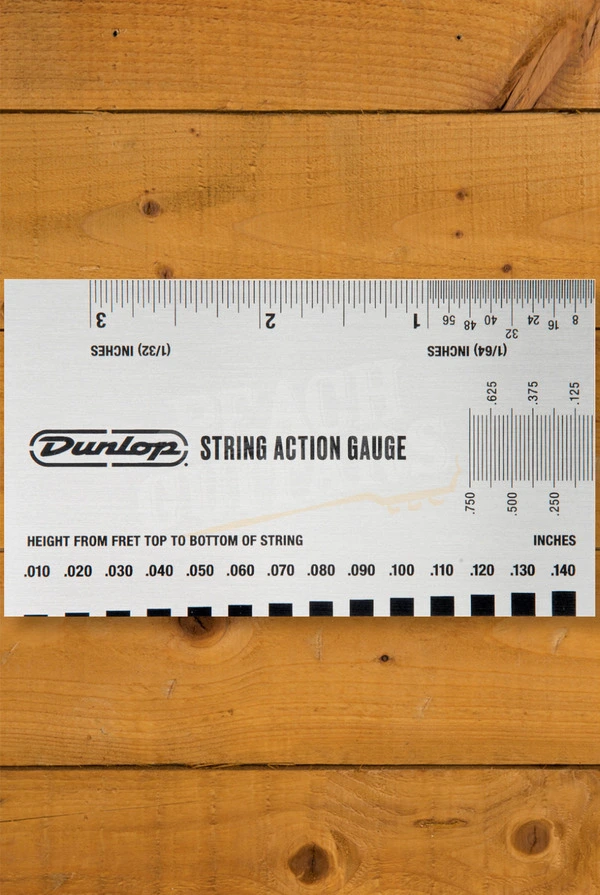 3 2 1 56 48 40 32 24 16 8
(1/32) INCHES (1/64) INCHES
.625 .375 .125
Dunlop. STRING ACTION GAUGE
.750 .500 .250
HEIGHT FROM FRET TOP TO BOTTOM OF STRING INCHES
.010 .020 .030 .040 .050 .060 .070 .080 .090 .100 .110 .120 .130 .140
PEACH
GUITARS